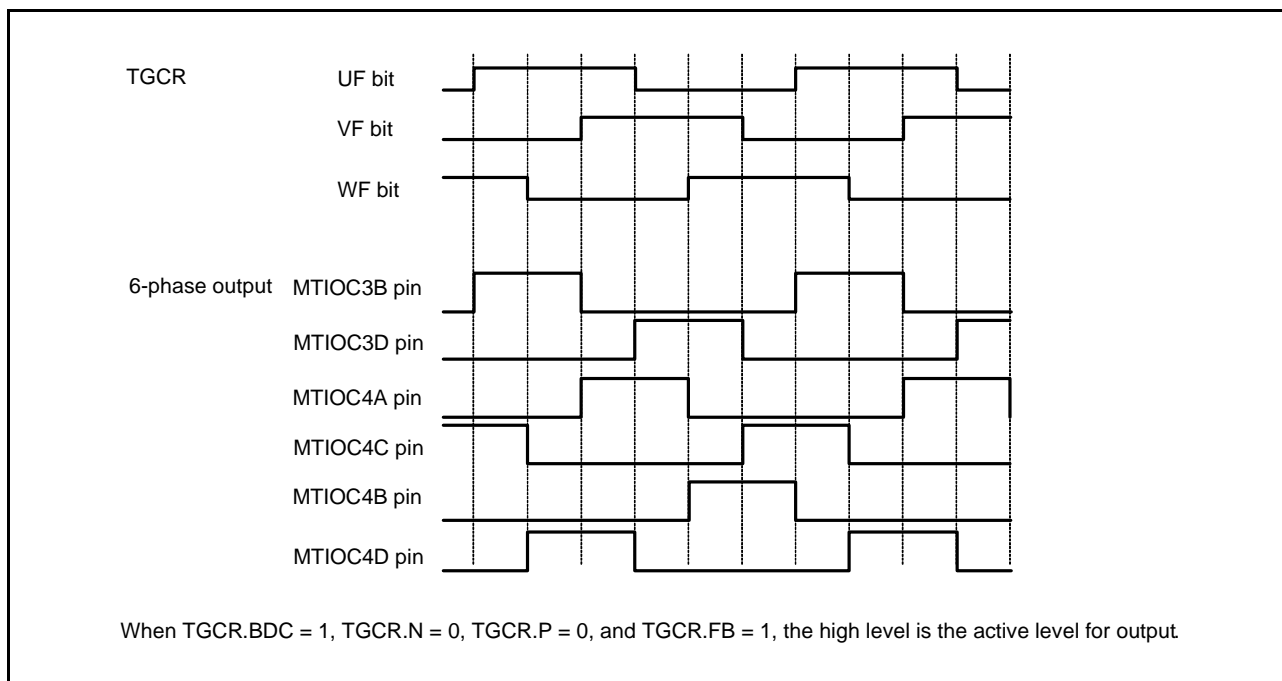 TGCR UF bit
VF bit
WF bit
6-phase output MTIOC3B pin
MTIOC3D pin
MTIOC4A pin
MTIOC4C pin
MTIOC4B pin
MTIOC4D pin
When TGCR.BDC = 1, TGCR.N = 0, TGCR.P = 0, and TGCR.FB = 1, the high level is the active level for output.